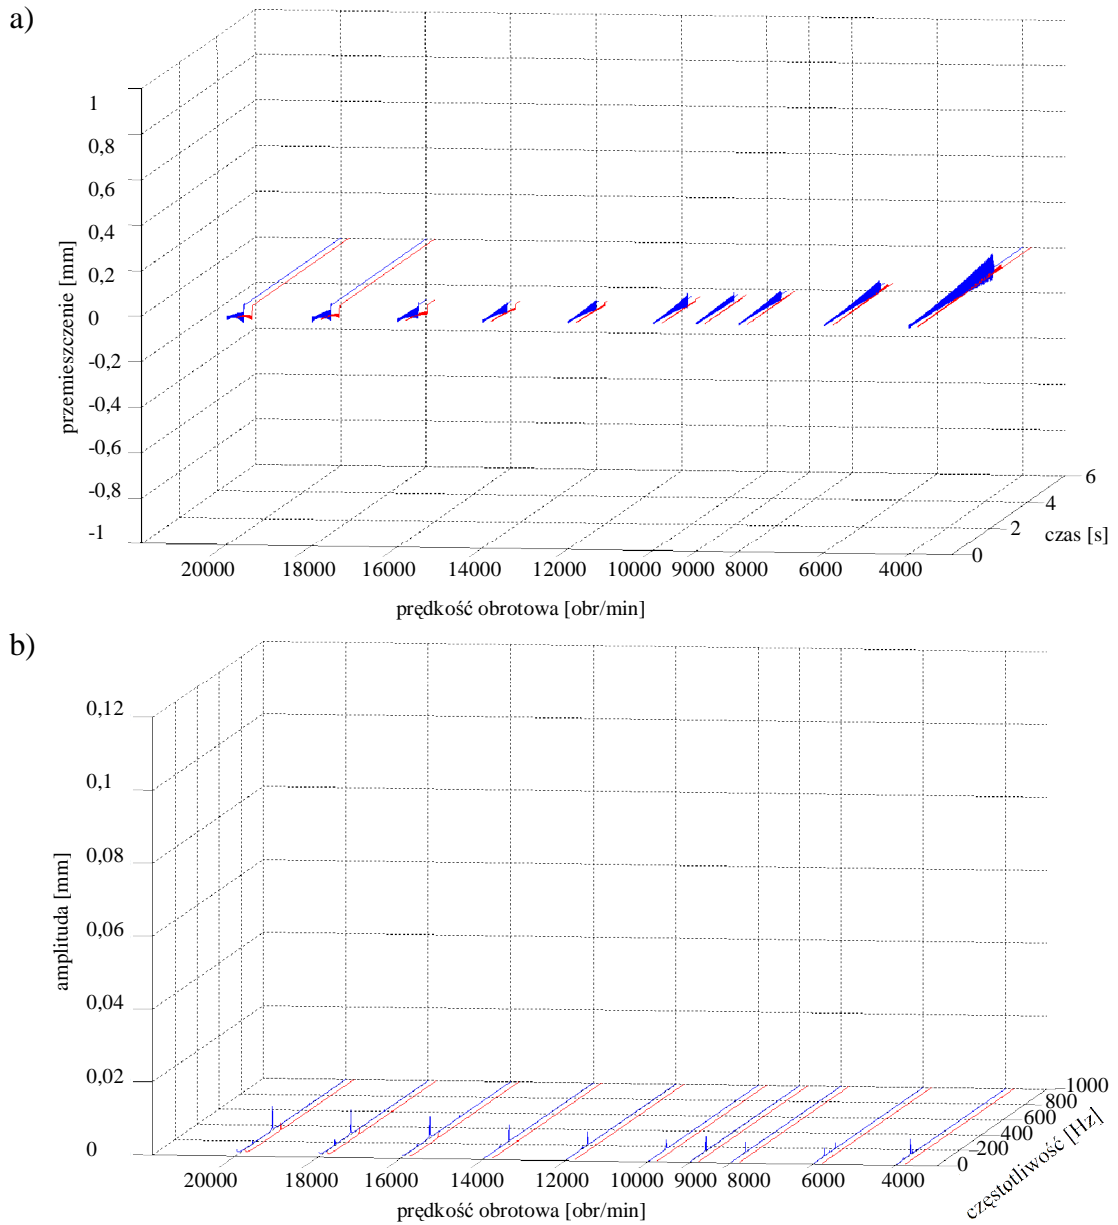 a)
1
0,8
0,6
0,4
0,2
0
-0,2
-0,4
-0,6
-0,8
-1
przemieszczenie [mm]
20000 18000 16000 14000 12000 10000 9000 8000 6000 4000
prędkość obrotowa [obr/min]
0 2 4 6
czas [s]
b)
0,12
0,1
0,08
0,06
0,04
0,02
0
amplituda [mm]
20000 18000 16000 14000 12000 10000 9000 8000 6000 4000
prędkość obrotowa [obr/min]
0 200 400 600 800 1000
częstotliwość [Hz]